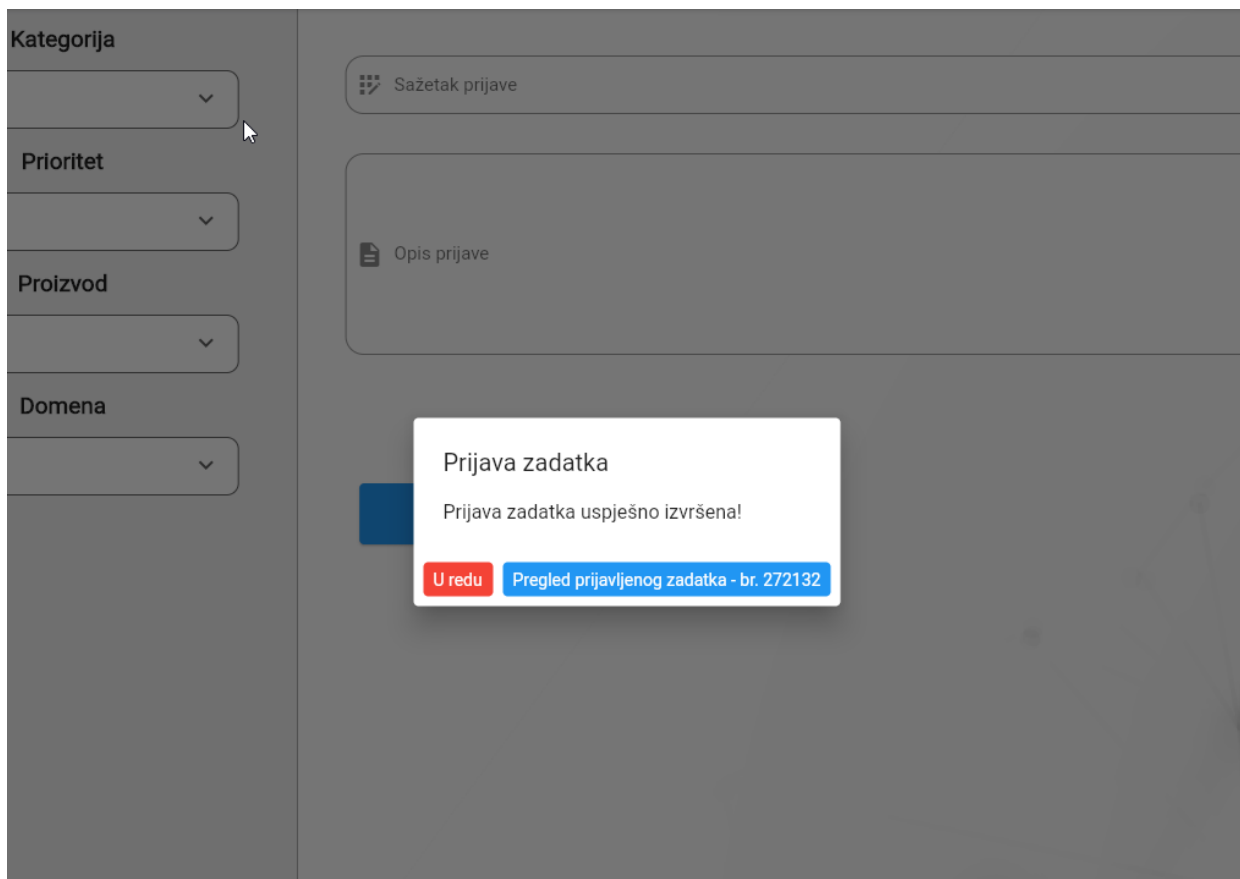 Kategorija
Prioritet
Proizvod
Domena
Sažetak prijave
Opis prijave
Prijava zadatka
Prijava zadatka uspješno izvršena!
U redu
Pregled prijavljenog zadatka - br. 272132